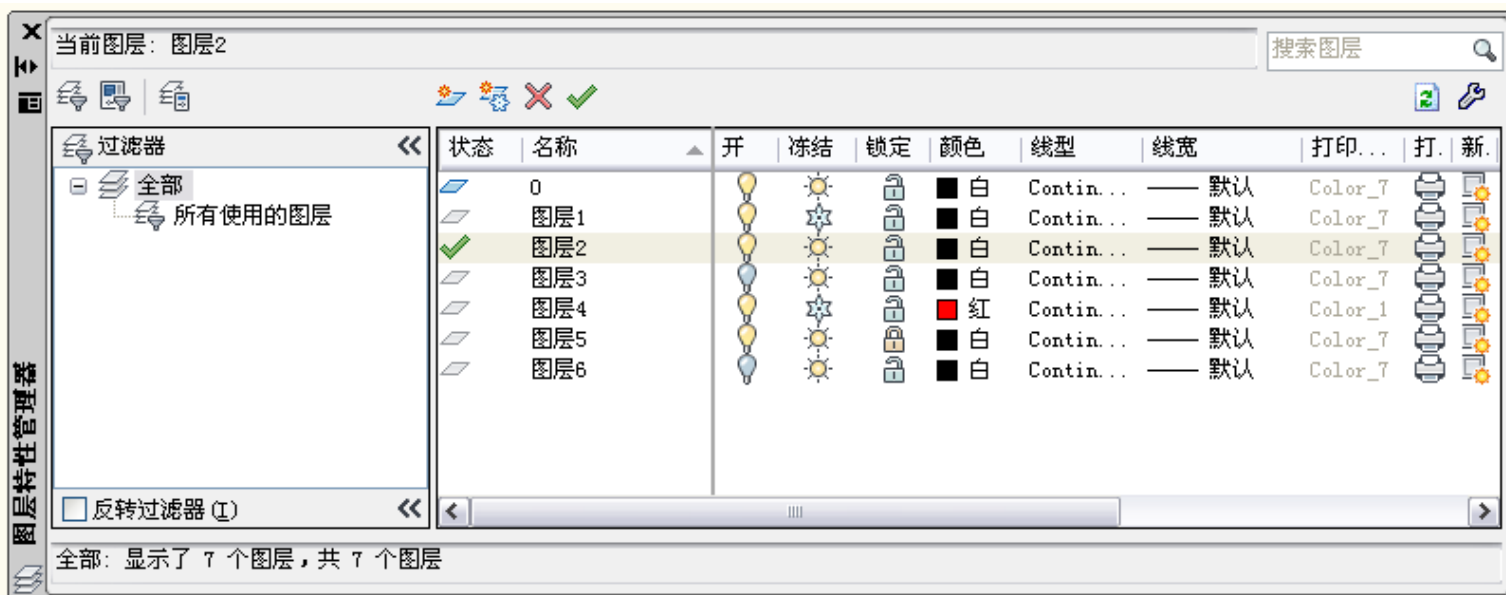 当前图层: 图层2
搜索图层
过滤器
全部
所有使用的图层
反转过滤器(I)
状态 名称 开 冻结 锁定 颜色 线型 线宽 打印... 打. 新.
0 白 Contin... 默认 Color_7
图层1 白 Contin... 默认 Color_7
图层2 白 Contin... 默认 Color_7
图层3 白 Contin... 默认 Color_7
图层4 红 Contin... 默认 Color_1
图层5 白 Contin... 默认 Color_7
图层6 白 Contin... 默认 Color_7
全部: 显示了 7 个图层，共 7 个图层
图层特性管理器